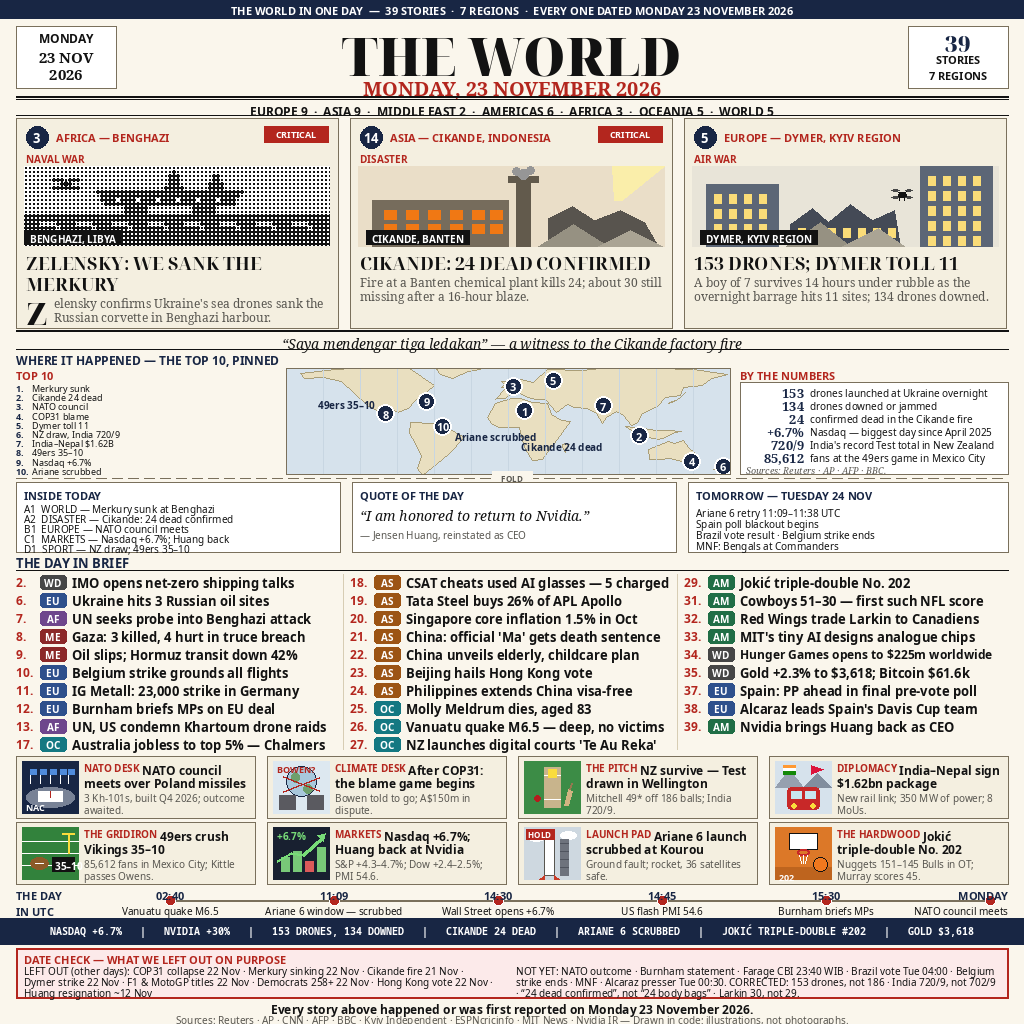 THE WORLD IN ONE DAY — 39 STORIES · 7 REGIONS · EVERY ONE DATED MONDAY 23 NOVEMBER 2026
MONDAY
23 NOV
2026
THE WORLD
MONDAY, 23 NOVEMBER 2026
39
STORIES
7 REGIONS
EUROPE 9 · ASIA 9 · MIDDLE EAST 2 · AMERICAS 6 · AFRICA 3 · OCEANIA 5 · WORLD 5
3 AFRICA — BENGHAZI CRITICAL
NAVAL WAR
BENGHAZI, LIBYA
ZELENSKY: WE SANK THE
MERKURY
Zelensky confirms Ukraine's sea drones sank the
Russian corvette in Benghazi harbour.
14 ASIA — CIKANDE, INDONESIA CRITICAL
DISASTER
CIKANDE, BANTEN
CIKANDE: 24 DEAD CONFIRMED
Fire at a Banten chemical plant kills 24; about 30 still
missing after a 16-hour blaze.
5 EUROPE — DYMER, KYIV REGION
AIR WAR
DYMER, KYIV REGION
153 DRONES; DYMER TOLL 11
A boy of 7 survives 14 hours under rubble as the
overnight barrage hits 11 sites; 134 drones downed.
“Saya mendengar tiga ledakan” — a witness to the Cikande factory fire
WHERE IT HAPPENED — THE TOP 10, PINNED
TOP 10
1. Merkury sunk
2. Cikande 24 dead
3. NATO council
4. COP31 blame
5. Dymer toll 11
6. NZ draw, India 720/9
7. India–Nepal $1.62B
8. 49ers 35–10
9. Nasdaq +6.7%
10. Ariane scrubbed
3
5
9
49ers 35–10
8
1
7
10
Ariane scrubbed
2
Cikande 24 dead
4
6
BY THE NUMBERS
153 drones launched at Ukraine overnight
134 drones downed or jammed
24 confirmed dead in the Cikande fire
+6.7% Nasdaq — biggest day since April 2025
720/9 India's record Test total in New Zealand
85,612 fans at the 49ers game in Mexico City
Sources: Reuters · AP · AFP · BBC.
FOLD
INSIDE TODAY
A1 WORLD — Merkury sunk at Benghazi
A2 DISASTER — Cikande: 24 dead confirmed
B1 EUROPE — NATO council meets
C1 MARKETS — Nasdaq +6.7%; Huang back
D1 SPORT — NZ draw; 49ers 35–10
QUOTE OF THE DAY
“I am honored to return to Nvidia.”
— Jensen Huang, reinstated as CEO
TOMORROW — TUESDAY 24 NOV
Ariane 6 retry 11:09–11:38 UTC
Spain poll blackout begins
Brazil vote result · Belgium strike ends
MNF: Bengals at Commanders
THE DAY IN BRIEF
2. WD IMO opens net-zero shipping talks
6. EU Ukraine hits 3 Russian oil sites
7. AF UN seeks probe into Benghazi attack
8. ME Gaza: 3 killed, 4 hurt in truce breach
9. ME Oil slips; Hormuz transit down 42%
10. EU Belgium strike grounds all flights
11. EU IG Metall: 23,000 strike in Germany
12. EU Burnham briefs MPs on EU deal
13. AF UN, US condemn Khartoum drone raids
17. OC Australia jobless to top 5% — Chalmers
18. AS CSAT cheats used AI glasses — 5 charged
19. AS Tata Steel buys 26% of APL Apollo
20. AS Singapore core inflation 1.5% in Oct
21. AS China: official 'Ma' gets death sentence
22. AS China unveils elderly, childcare plan
23. AS Beijing hails Hong Kong vote
24. AS Philippines extends China visa-free
25. OC Molly Meldrum dies, aged 83
26. OC Vanuatu quake M6.5 — deep, no victims
27. OC NZ launches digital courts 'Te Au Reka'
29. AM Jokić triple-double No. 202
31. AM Cowboys 51–30 — first such NFL score
32. AM Red Wings trade Larkin to Canadiens
33. AM MIT's tiny AI designs analogue chips
34. WD Hunger Games opens to $225m worldwide
35. WD Gold +2.3% to $3,618; Bitcoin $61.6k
37. EU Spain: PP ahead in final pre-vote poll
38. EU Alcaraz leads Spain's Davis Cup team
39. AM Nvidia brings Huang back as CEO
NAC
NATO DESK NATO council
meets over Poland missiles
3 Kh-101s, built Q4 2026; outcome
awaited.
BOWEN?
CLIMATE DESK After COP31:
the blame game begins
Bowen told to go; A$150m in
dispute.
THE PITCH NZ survive — Test
drawn in Wellington
Mitchell 49* off 186 balls; India
720/9.
DIPLOMACY India–Nepal sign
$1.62bn package
New rail link; 350 MW of power; 8
MoUs.
THE GRIDIRON 49ers crush
Vikings 35–10
85,612 fans in Mexico City; Kittle
passes Owens.
+6.7%
MARKETS Nasdaq +6.7%;
Huang back at Nvidia
S&P +4.3–4.7%; Dow +2.4–2.5%;
PMI 54.6.
HOLD
LAUNCH PAD Ariane 6 launch
scrubbed at Kourou
Ground fault; rocket, 36 satellites
safe.
202
THE HARDWOOD Jokić
triple-double No. 202
Nuggets 151–145 Bulls in OT;
Murray scores 45.
THE DAY
IN UTC
02:40 11:09 14:30 14:45 15:30 MONDAY
Vanuatu quake M6.5 Ariane 6 window — scrubbed Wall Street opens +6.7% US flash PMI 54.6 Burnham briefs MPs NATO council meets
NASDAQ +6.7% | NVIDIA +30% | 153 DRONES, 134 DOWNED | CIKANDE 24 DEAD | ARIANE 6 SCRUBBED | JOKIĆ TRIPLE-DOUBLE #202 | GOLD $3,618
DATE CHECK — WHAT WE LEFT OUT ON PURPOSE
LEFT OUT (other days): COP31 collapse 22 Nov · Merkury sinking 22 Nov · Cikande fire 21 Nov ·
Dymer strike 22 Nov · F1 & MotoGP titles 22 Nov · Democrats 258+ 22 Nov · Hong Kong vote 22 Nov ·
Huang resignation ~12 Nov
NOT YET: NATO outcome · Burnham statement · Farage CBI 23:40 WIB · Brazil vote Tue 04:00 · Belgium
strike ends · MNF · Alcaraz presser Tue 00:30. CORRECTED: 153 drones, not 186 · India 720/9, not 702/9
· “24 dead confirmed”, not “24 body bags” · Larkin 30, not 29.
Every story above happened or was first reported on Monday 23 November 2026.
Sources: Reuters · AP · CNN · AFP · BBC · Kyiv Independent · ESPNcricinfo · MIT News · Nvidia IR — Drawn in code: illustrations, not photographs.